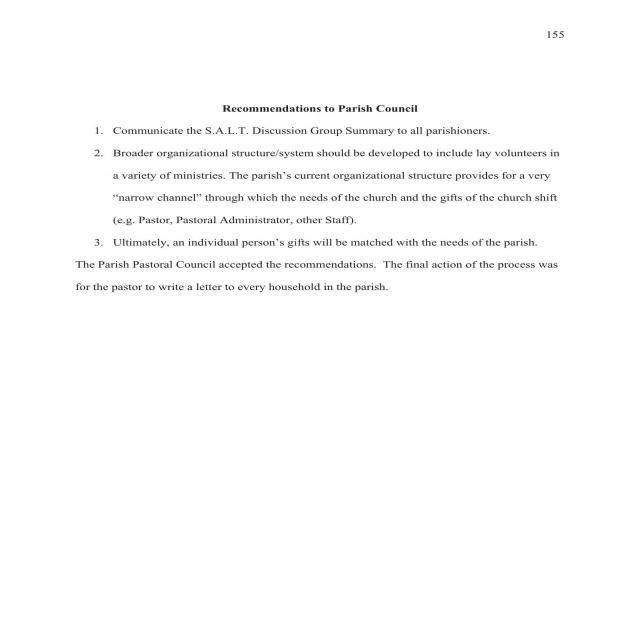 155
Recommendations to Parish Council
1. Communicate the S.A.L.T. Discussion Group Summary to all parishioners.
2. Broader organizational structure/system should be developed to include lay volunteers in
a variety of ministries. The parish’s current organizational structure provides for a very
“narrow channel” through which the needs of the church and the gifts of the church shift
(e.g. Pastor, Pastoral Administrator, other Staff).
3. Ultimately, an individual person’s gifts will be matched with the needs of the parish.
The Parish Pastoral Council accepted the recommendations.  The final action of the process was
for the pastor to write a letter to every household in the parish.